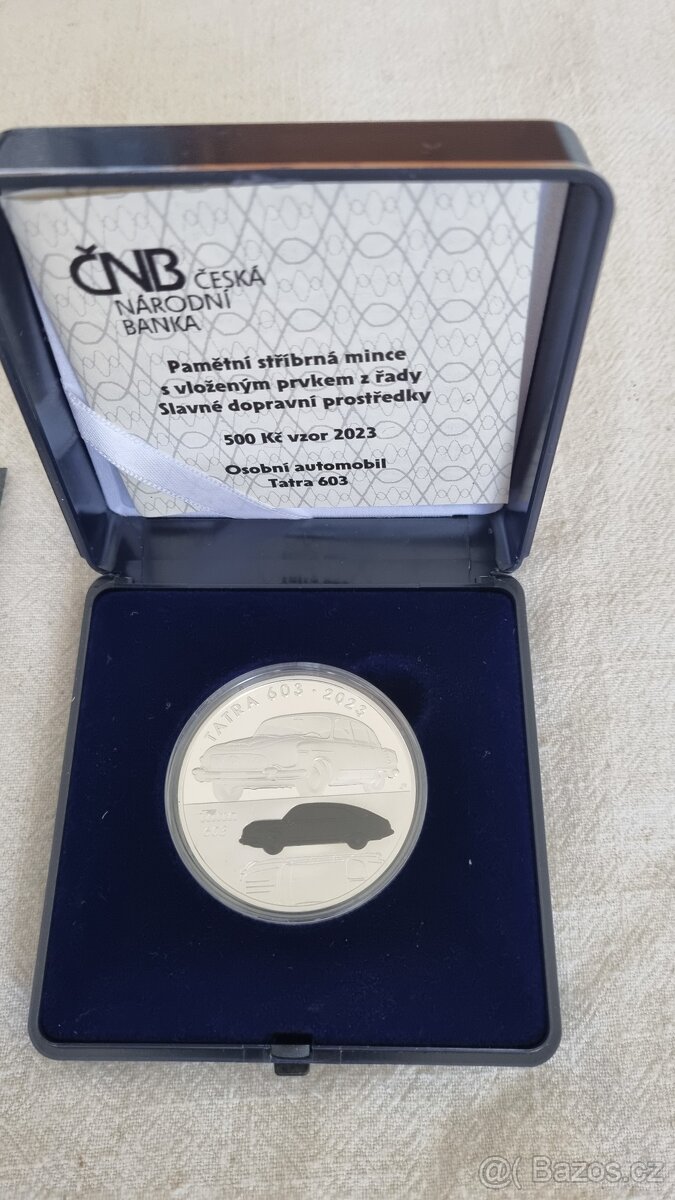 ČNB ČESKÁ
NÁRODNÍ
BANKA
Pamětní stříbrná mince
s vloženým prvkem z řady
Slavné dopravní prostředky
500 Kč vzor 2023
Osobní automobil
Tatra 603
TATRA 603 · 2023
603
@( Bazos.cz